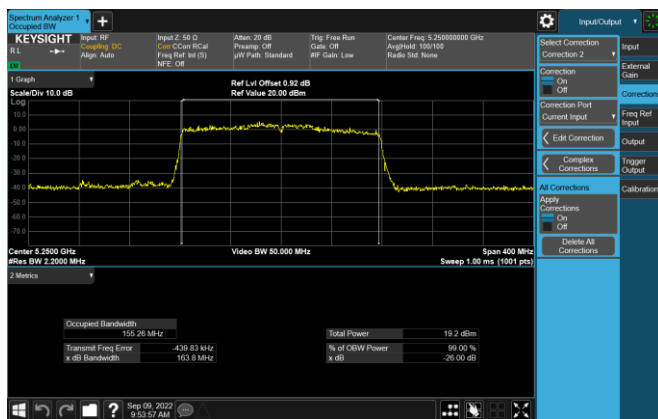 Spectrum Analyzer 1
Occupied BW
+
Input/Output
KEYSIGHT
R L
Input: RF
Coupling: DC
Align: Auto
Input Z: 50 Ω
Corr CCorr RCal
Freq Ref: Int (S)
NFE: Off
Atten: 20 dB
Preamp: Off
µW Path: Standard
Trig: Free Run
Gate: Off
#IF Gain: Low
Center Freq: 5.250000000 GHz
Avg|Hold: 100/100
Radio Std: None
1 Graph
Scale/Div 10.0 dB
Ref Lvl Offset 0.92 dB
Ref Value 20.00 dBm
Log
10.0
0.00
-10.0
-20.0
-30.0
-40.0
-50.0
-60.0
-70.0
Center 5.2500 GHz
#Res BW 2.2000 MHz
Video BW 50.000 MHz
Span 400 MHz
Sweep 1.00 ms (1001 pts)
2 Metrics
Occupied Bandwidth
155.26 MHz
Transmit Freq Error -439.83 kHz
x dB Bandwidth 163.8 MHz
Total Power 19.2 dBm
% of OBW Power 99.00 %
x dB -26.00 dB
Select Correction
Correction 2
Correction
On
Off
Correction Port
Current Input
Edit Correction
Complex
Corrections
All Corrections
Apply
Corrections
On
Off
Delete All
Corrections
Input
External
Gain
Corrections
Freq Ref
Input
Output
Trigger
Output
Calibration
?
Sep 09, 2022
9:53:57 AM